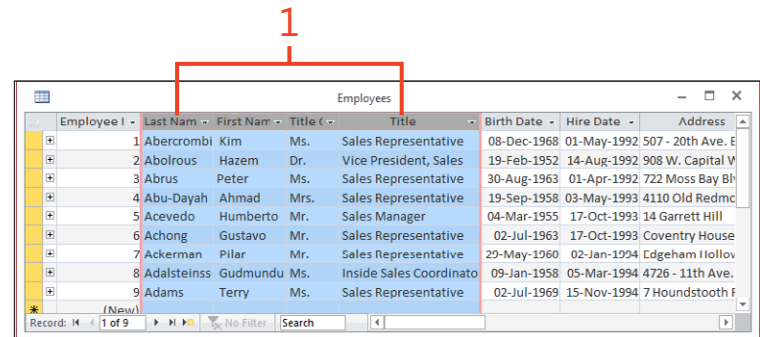 1
Employees
Employee I Last Nam First Nam Title ( Title Birth Date Hire Date Address
1 Abercrombi Kim Ms. Sales Representative 08-Dec-1968 01-May-1992 507 - 20th Ave. E
2 Abolrous Hazem Dr. Vice President, Sales 19-Feb-1952 14-Aug-1992 908 W. Capital W
3 Abrus Peter Ms. Sales Representative 30-Aug-1963 01-Apr-1992 722 Moss Bay Blv
4 Abu-Dayah Ahmad Mrs. Sales Representative 19-Sep-1958 03-May-1993 4110 Old Redmo
5 Acevedo Humberto Mr. Sales Manager 04-Mar-1955 17-Oct-1993 14 Garrett Hill
6 Achong Gustavo Mr. Sales Representative 02-Jul-1963 17-Oct-1993 Coventry House
7 Ackerman Pilar Mr. Sales Representative 29-May-1960 02-Jan-1994 Edgeham Hollow
8 Adalsteinss Gudmundu Ms. Inside Sales Coordinato 09-Jan-1958 05-Mar-1994 4726 - 11th Ave.
9 Adams Terry Ms. Sales Representative 02-Jul-1969 15-Nov-1994 7 Houndstooth R
(New)
Record: 1 of 9 No Filter Search